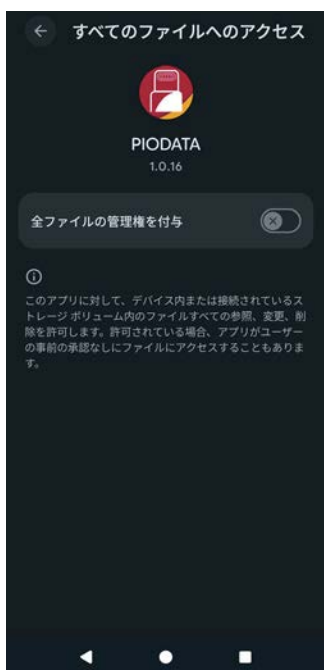 すべてのファイルへのアクセス
PIODATA
1.0.16
全ファイルの管理権を付与
このアプリに対して、デバイス内または接続されているス
トレージ ボリューム内のファイルすべての参照、変更、削
除を許可します。許可されている場合、アプリがユーザー
の事前の承認なしにファイルにアクセスすることもありま
す。